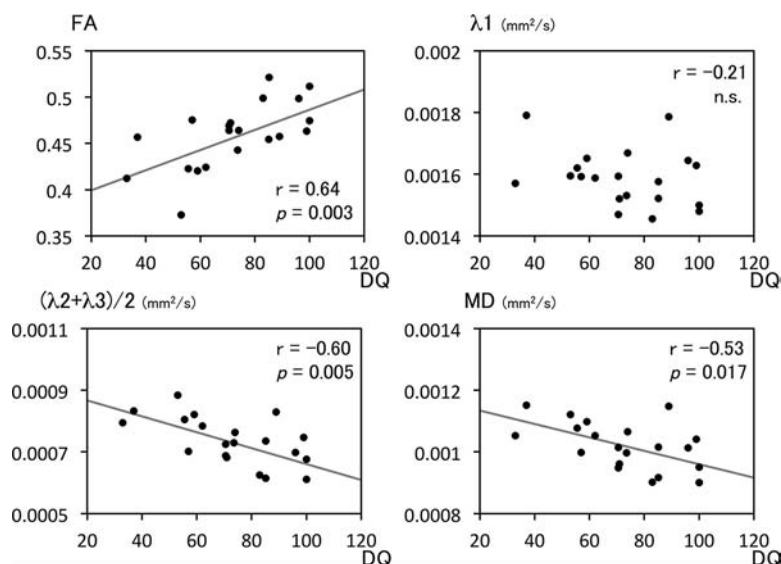 FA
0.55
0.5
0.45
0.4
0.35
r = 0.64
p = 0.003
20 40 60 80 100 120
DQ
λ1 (mm²/s)
0.002
0.0018
0.0016
0.0014
r = −0.21
n.s.
20 40 60 80 100 120
DQ
(λ2+λ3)/2 (mm²/s)
0.0011
0.0009
0.0007
0.0005
r = −0.60
p = 0.005
20 40 60 80 100 120
DQ
MD (mm²/s)
0.0014
0.0012
0.001
0.0008
r = −0.53
p = 0.017
20 40 60 80 100 120
DQ